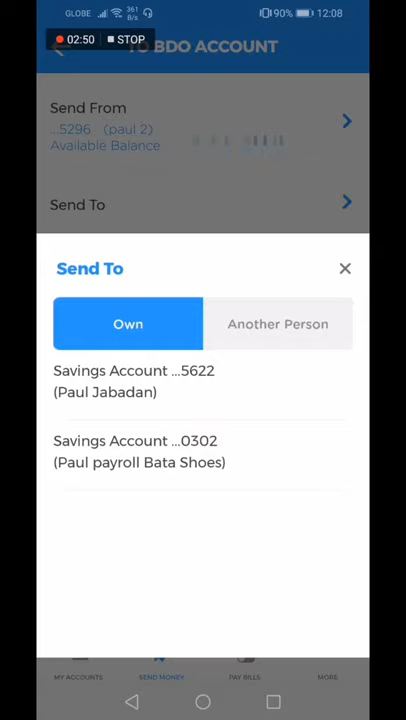 GLOBE 361 B/s 90% 12:08
02:50 STOP
TO BDO ACCOUNT
Send From
...5296 (paul 2)
Available Balance
Send To
Send To
Own
Another Person
Savings Account ...5622
(Paul Jabadan)
Savings Account ...0302
(Paul payroll Bata Shoes)
MY ACCOUNTS
SEND MONEY
PAY BILLS
MORE